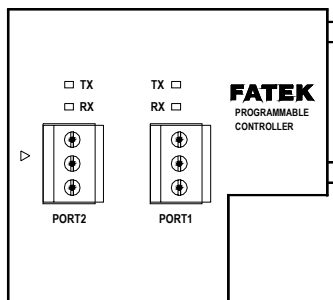 TX TX
RX RX
FATEK
PROGRAMMABLE
CONTROLLER
PORT2 PORT1